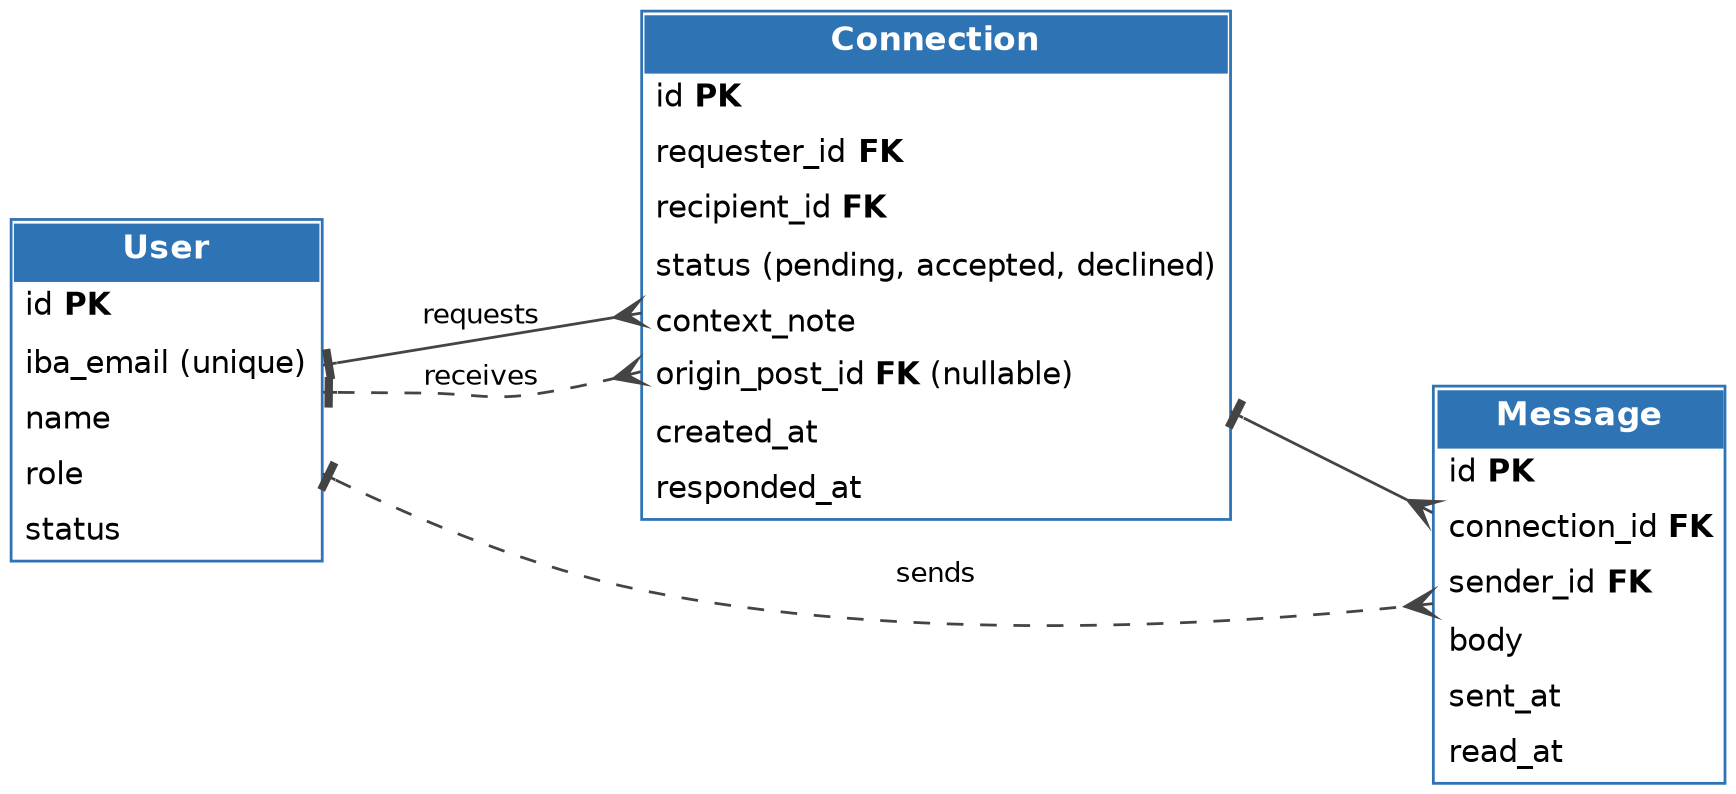 User
id PK
iba_email (unique)
name
role
status
requests
receives
sends
Connection
id PK
requester_id FK
recipient_id FK
status (pending, accepted, declined)
context_note
origin_post_id FK (nullable)
created_at
responded_at
Message
id PK
connection_id FK
sender_id FK
body
sent_at
read_at